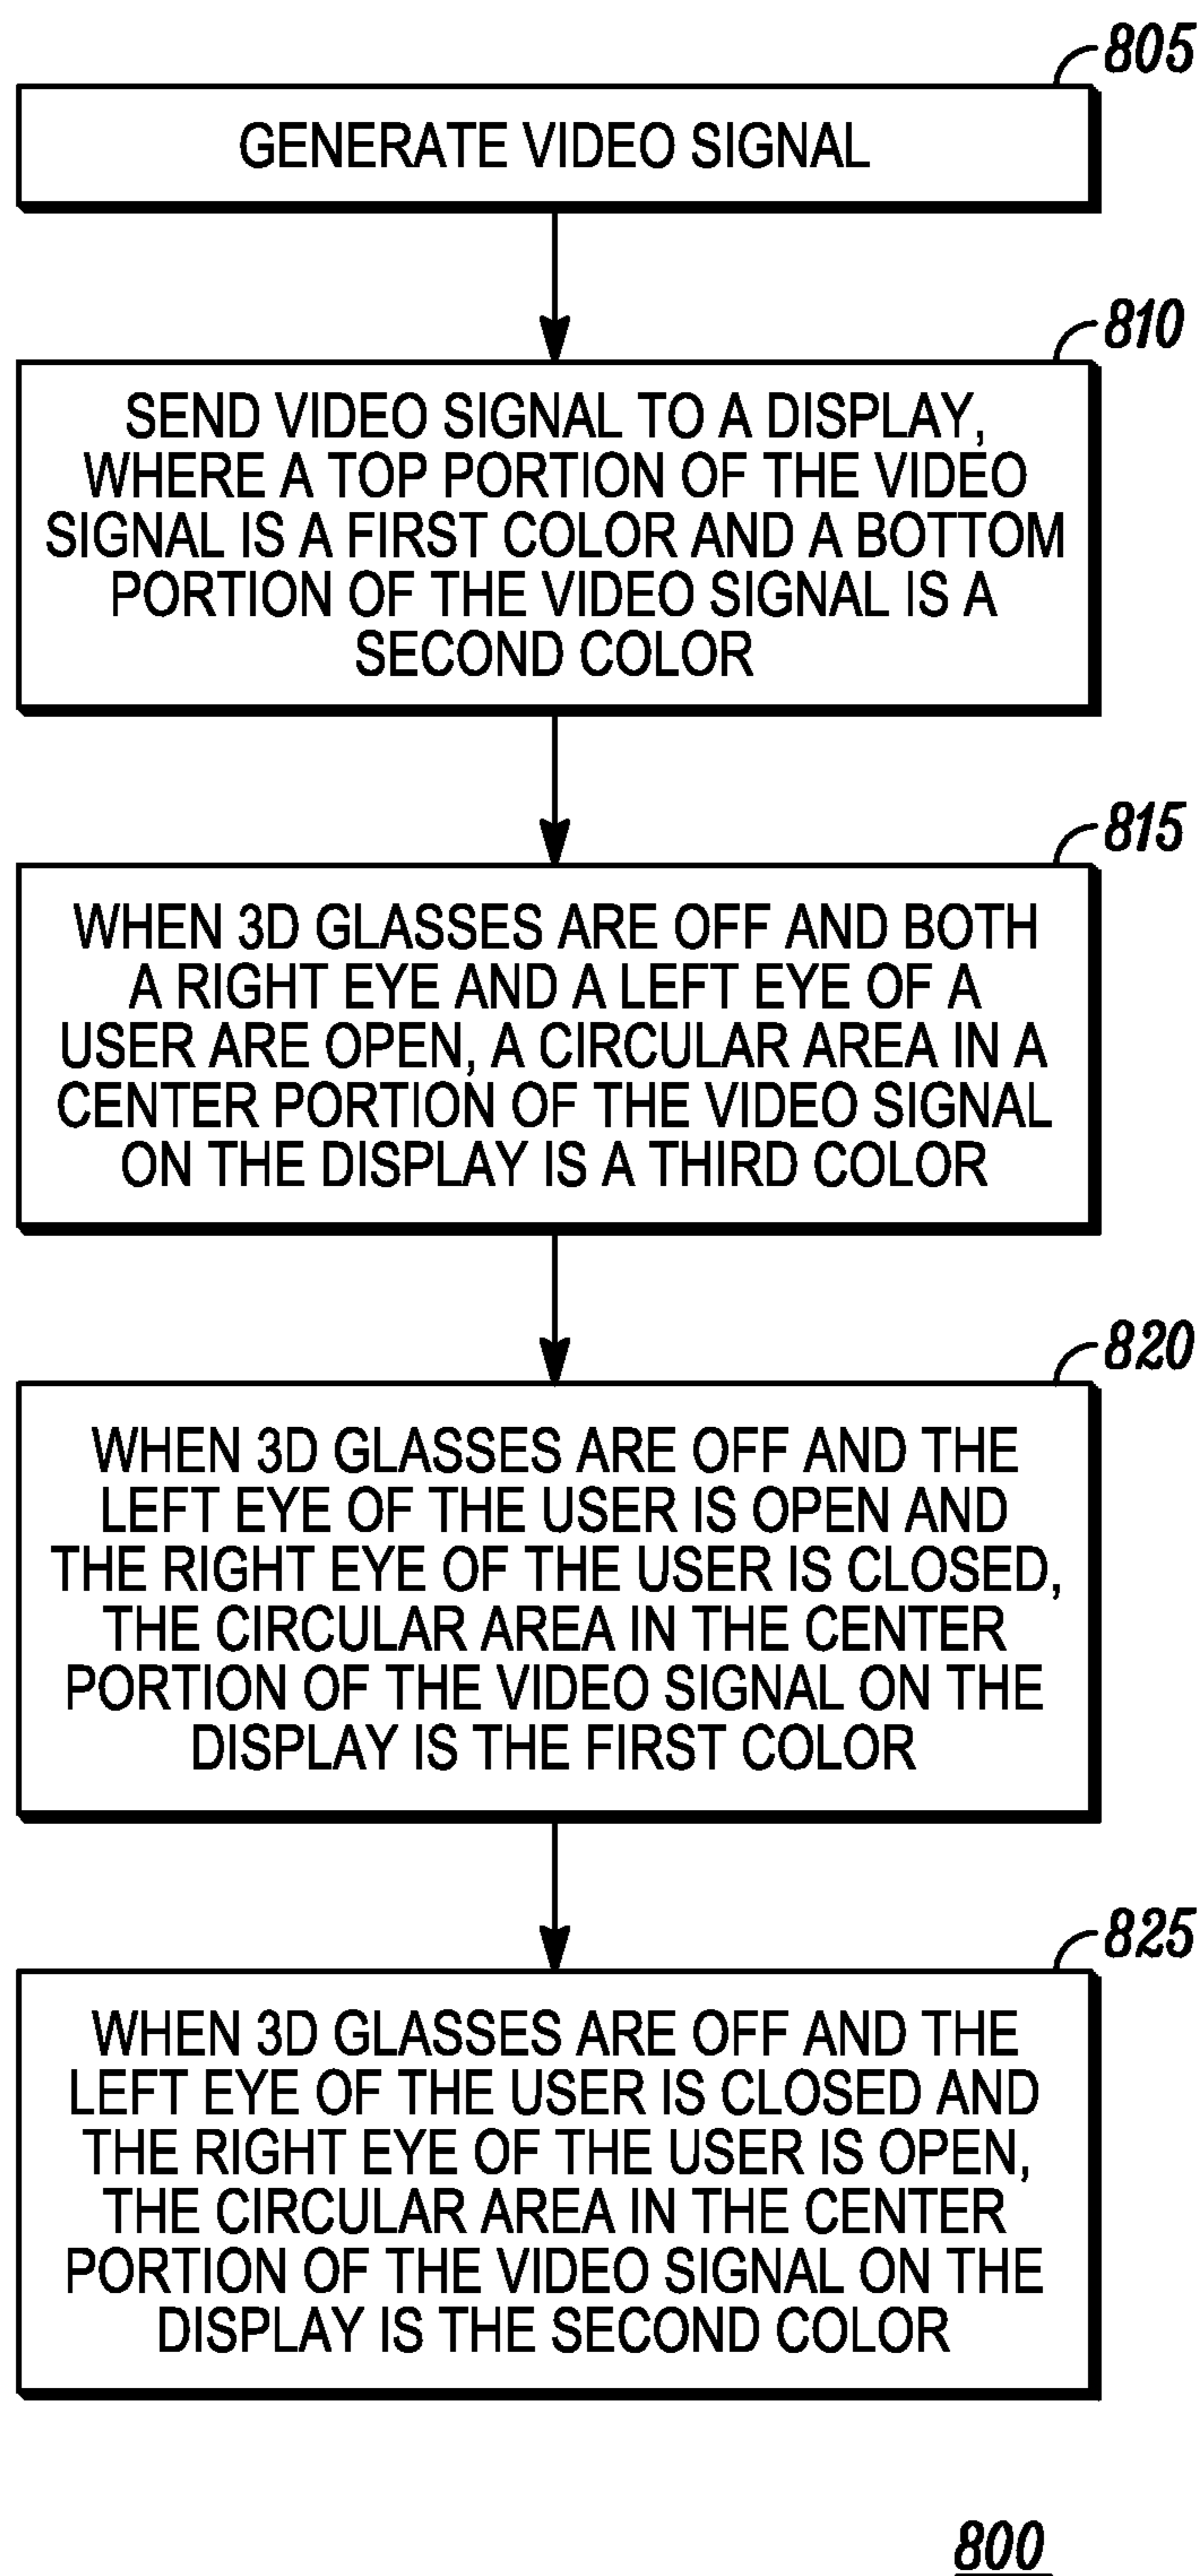 805
GENERATE VIDEO SIGNAL
810
SEND VIDEO SIGNAL TO A DISPLAY,
WHERE A TOP PORTION OF THE VIDEO
SIGNAL IS A FIRST COLOR AND A BOTTOM
PORTION OF THE VIDEO SIGNAL IS A
SECOND COLOR
815
WHEN 3D GLASSES ARE OFF AND BOTH
A RIGHT EYE AND A LEFT EYE OF A
USER ARE OPEN, A CIRCULAR AREA IN A
CENTER PORTION OF THE VIDEO SIGNAL
ON THE DISPLAY IS A THIRD COLOR
820
WHEN 3D GLASSES ARE OFF AND THE
LEFT EYE OF THE USER IS OPEN AND
THE RIGHT EYE OF THE USER IS CLOSED,
THE CIRCULAR AREA IN THE CENTER
PORTION OF THE VIDEO SIGNAL ON THE
DISPLAY IS THE FIRST COLOR
825
WHEN 3D GLASSES ARE OFF AND THE
LEFT EYE OF THE USER IS CLOSED AND
THE RIGHT EYE OF THE USER IS OPEN,
THE CIRCULAR AREA IN THE CENTER
PORTION OF THE VIDEO SIGNAL ON THE
DISPLAY IS THE SECOND COLOR
800